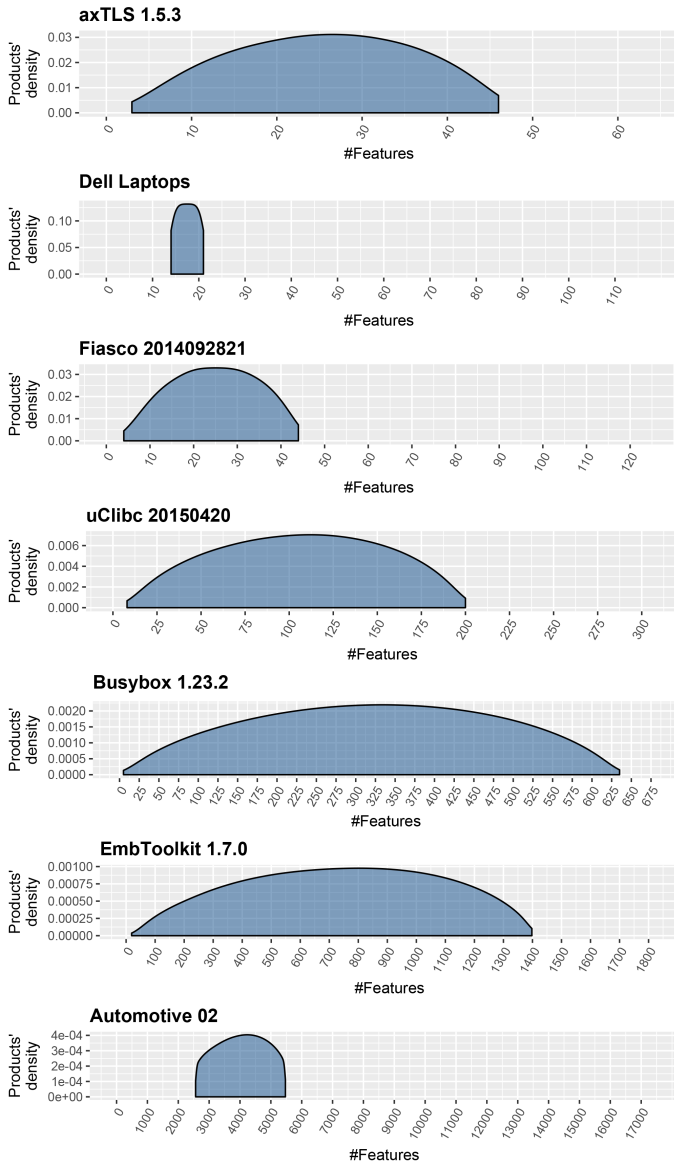 axTLS 1.5.3
Products'
density
0.03
0.02
0.01
0.00
0 10 20 30 40 50 60
#Features
Dell Laptops
Products'
density
0.10
0.05
0.00
0 10 20 30 40 50 60 70 80 90 100 110
#Features
Fiasco 2014092821
Products'
density
0.03
0.02
0.01
0.00
0 10 20 30 40 50 60 70 80 90 100 110 120
#Features
uClibc 20150420
Products'
density
0.006
0.004
0.002
0.000
0 25 50 75 100 125 150 175 200 225 250 275 300
#Features
Busybox 1.23.2
Products'
density
0.0020
0.0015
0.0010
0.0005
0.0000
0 25 50 75 100 125 150 175 200 225 250 275 300 325 350 375 400 425 450 475 500 525 550 575 600 625 650 675
#Features
EmbToolkit 1.7.0
Products'
density
0.00100
0.00075
0.00050
0.00025
0.00000
0 100 200 300 400 500 600 700 800 900 1000 1100 1200 1300 1400 1500 1600 1700 1800
#Features
Automotive 02
Products'
density
4e-04
3e-04
2e-04
1e-04
0e+00
0 1000 2000 3000 4000 5000 6000 7000 8000 9000 10000 11000 12000 13000 14000 15000 16000 17000
#Features